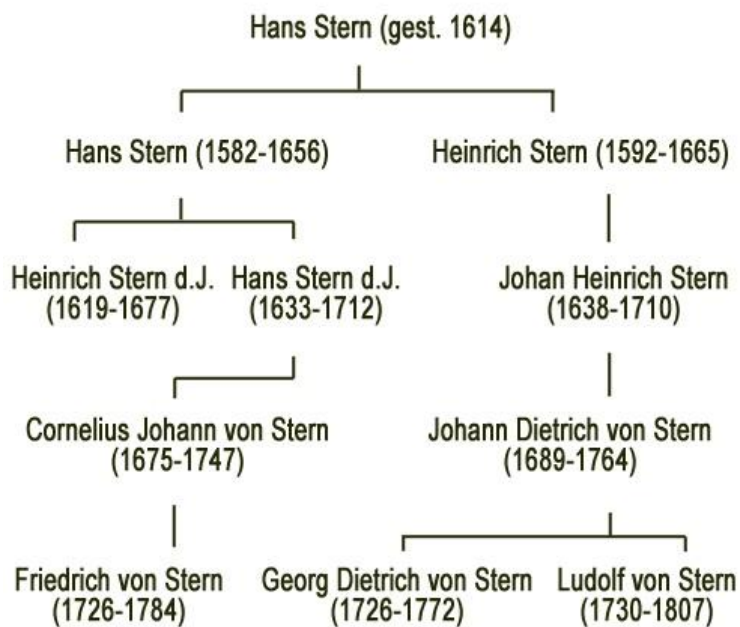 Hans Stern (gest. 1614)
Hans Stern (1582-1656)
Heinrich Stern (1592-1665)
Heinrich Stern d.J.
(1619-1677)
Hans Stern d.J.
(1633-1712)
Johan Heinrich Stern
(1638-1710)
Cornelius Johann von Stern
(1675-1747)
Johann Dietrich von Stern
(1689-1764)
Friedrich von Stern
(1726-1784)
Georg Dietrich von Stern
(1726-1772)
Ludolf von Stern
(1730-1807)